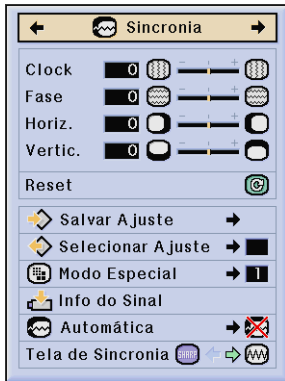 Sincronia
Clock 0
Fase 0
Horiz. 0
Vertic. 0
Reset
Salvar Ajuste
Selecionar Ajuste
Modo Especial 1
Info do Sinal
Automática
Tela de Sincronia SHARP